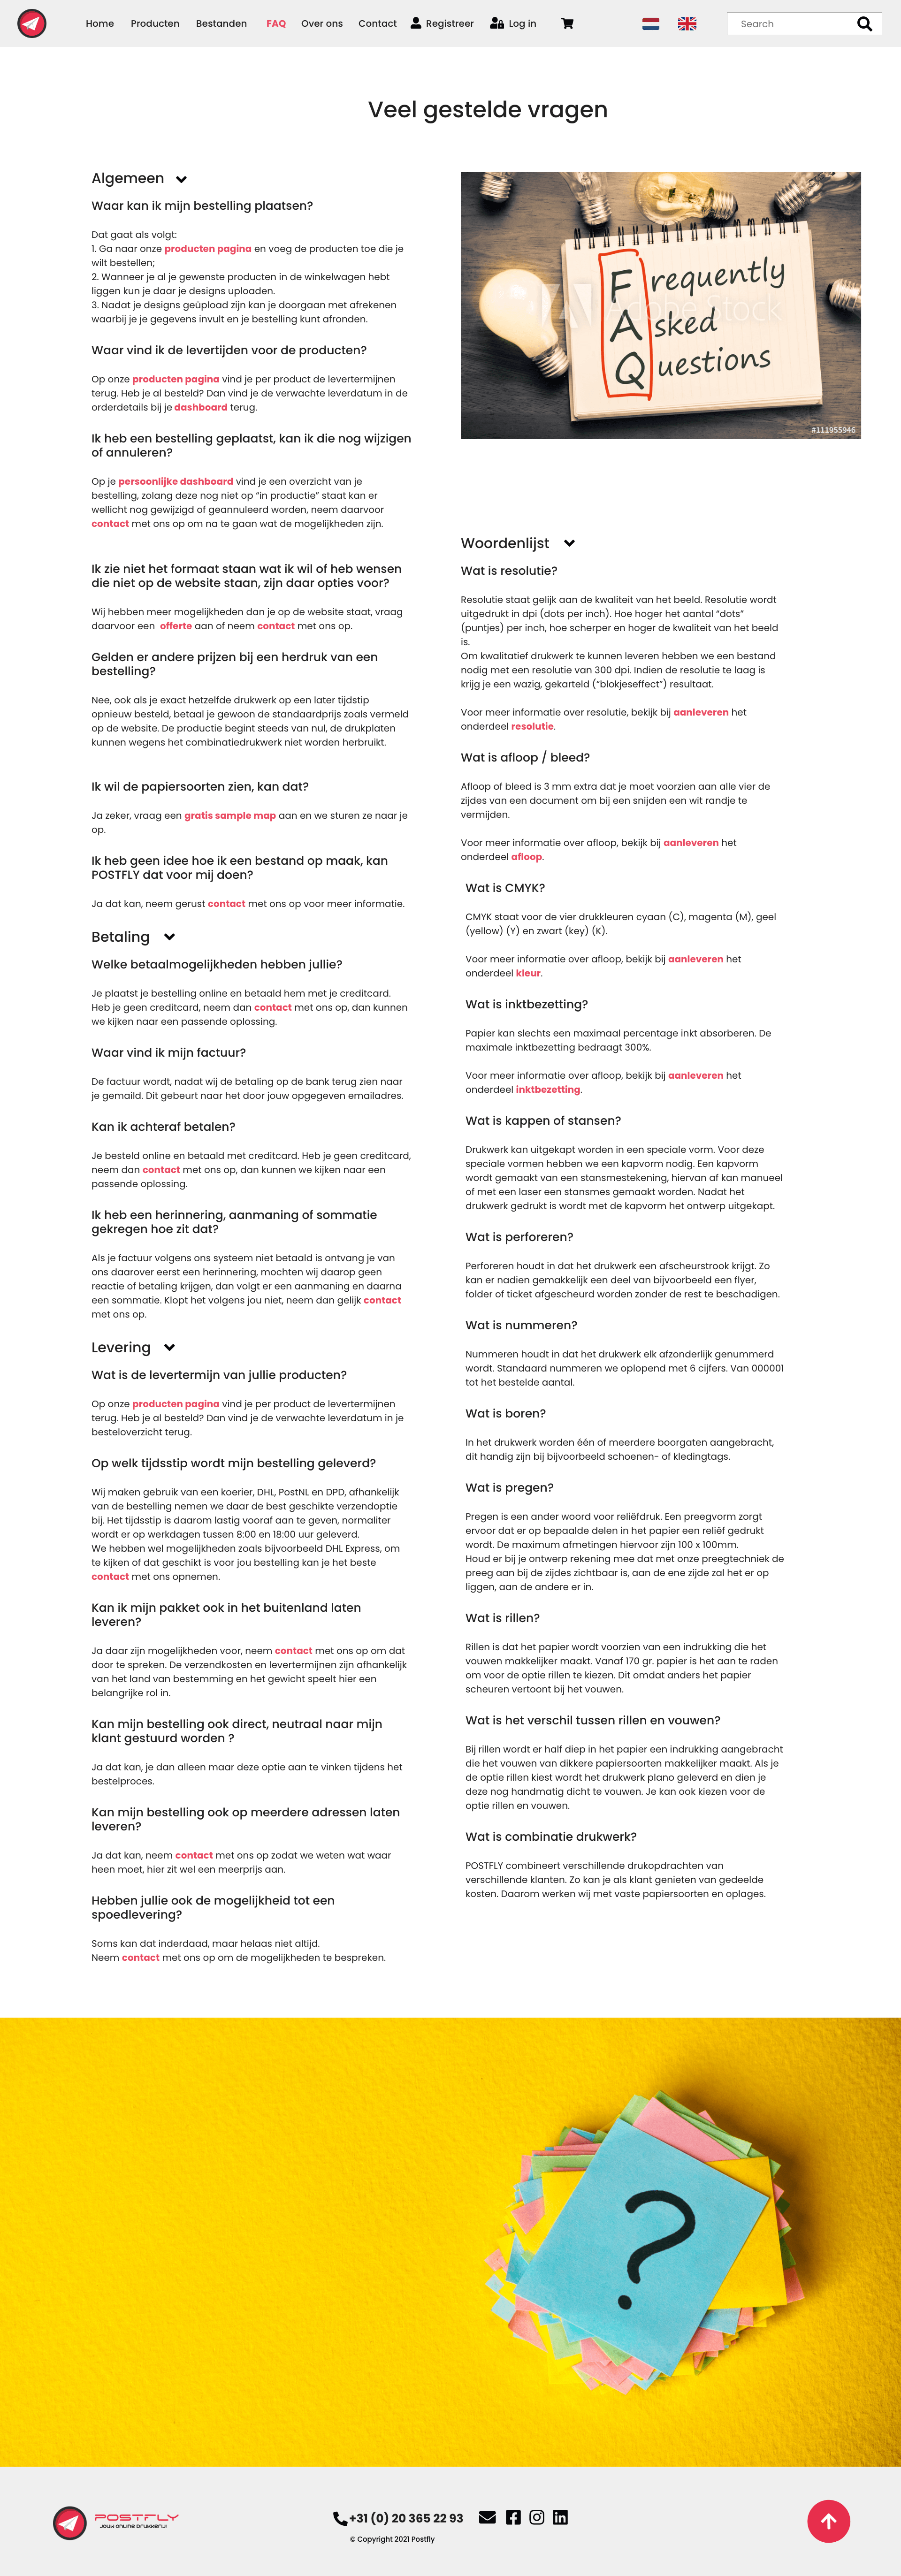 Home Producten Bestanden FAQ Over ons Contact Registreer Log in Search
Veel gestelde vragen
Algemeen
Waar kan ik mijn bestelling plaatsen?
Dat gaat als volgt:
1. Ga naar onze producten pagina en voeg de producten toe die je
wilt bestellen;
2. Wanneer je al je gewenste producten in de winkelwagen hebt
liggen kun je daar je designs uploaden.
3. Nadat je designs geüpload zijn kan je doorgaan met afrekenen
waarbij je je gegevens invult en je bestelling kunt afronden.
Waar vind ik de levertijden voor de producten?
Op onze producten pagina vind je per product de levertermijnen
terug. Heb je al besteld? Dan vind je de verwachte leverdatum in de
orderdetails bij je dashboard terug.
Ik heb een bestelling geplaatst, kan ik die nog wijzigen
of annuleren?
Op je persoonlijke dashboard vind je een overzicht van je
bestelling, zolang deze nog niet op “in productie” staat kan er
wellicht nog gewijzigd of geannuleerd worden, neem daarvoor
contact met ons op om na te gaan wat de mogelijkheden zijn.
Ik zie niet het formaat staan wat ik wil of heb wensen
die niet op de website staan, zijn daar opties voor?
Wij hebben meer mogelijkheden dan je op de website staat, vraag
daarvoor een offerte aan of neem contact met ons op.
Gelden er andere prijzen bij een herdruk van een
bestelling?
Nee, ook als je exact hetzelfde drukwerk op een later tijdstip
opnieuw besteld, betaal je gewoon de standaardprijs zoals vermeld
op de website. De productie begint steeds van nul, de drukplaten
kunnen wegens het combinatiedrukwerk niet worden herbruikt.
Ik wil de papiersoorten zien, kan dat?
Ja zeker, vraag een gratis sample map aan en we sturen ze naar je
op.
Ik heb geen idee hoe ik een bestand op maak, kan
POSTFLY dat voor mij doen?
Ja dat kan, neem gerust contact met ons op voor meer informatie.
Betaling
Welke betaalmogelijkheden hebben jullie?
Je plaatst je bestelling online en betaald hem met je creditcard.
Heb je geen creditcard, neem dan contact met ons op, dan kunnen
we kijken naar een passende oplossing.
Waar vind ik mijn factuur?
De factuur wordt, nadat wij de betaling op de bank terug zien naar
je gemaild. Dit gebeurt naar het door jouw opgegeven emailadres.
Kan ik achteraf betalen?
Je besteld online en betaald met creditcard. Heb je geen creditcard,
neem dan contact met ons op, dan kunnen we kijken naar een
passende oplossing.
Ik heb een herinnering, aanmaning of sommatie
gekregen hoe zit dat?
Als je factuur volgens ons systeem niet betaald is ontvang je van
ons daarover eerst een herinnering, mochten wij daarop geen
reactie of betaling krijgen, dan volgt er een aanmaning en daarna
een sommatie. Klopt het volgens jou niet, neem dan gelijk contact
met ons op.
Levering
Wat is de levertermijn van jullie producten?
Op onze producten pagina vind je per product de levertermijnen
terug. Heb je al besteld? Dan vind je de verwachte leverdatum in je
besteloverzicht terug.
Op welk tijdsstip wordt mijn bestelling geleverd?
Wij maken gebruik van een koerier, DHL, PostNL en DPD, afhankelijk
van de bestelling nemen we daar de best geschikte verzendoptie
bij. Het tijdsstip is daarom lastig vooraf aan te geven, normaliter
wordt er op werkdagen tussen 8:00 en 18:00 uur geleverd.
We hebben wel mogelijkheden zoals bijvoorbeeld DHL Express, om
te kijken of dat geschikt is voor jou bestelling kan je het beste
contact met ons opnemen.
Kan ik mijn pakket ook in het buitenland laten
leveren?
Ja daar zijn mogelijkheden voor, neem contact met ons op om dat
door te spreken. De verzendkosten en levertermijnen zijn afhankelijk
van het land van bestemming en het gewicht speelt hier een
belangrijke rol in.
Kan mijn bestelling ook direct, neutraal naar mijn
klant gestuurd worden ?
Ja dat kan, je dan alleen maar deze optie aan te vinken tijdens het
bestelproces.
Kan mijn bestelling ook op meerdere adressen laten
leveren?
Ja dat kan, neem contact met ons op zodat we weten wat waar
heen moet, hier zit wel een meerprijs aan.
Hebben jullie ook de mogelijkheid tot een
spoedlevering?
Soms kan dat inderdaad, maar helaas niet altijd.
Neem contact met ons op om de mogelijkheden te bespreken.
Frequently
Asked
Questions
Adobe Stock
#111955946
Woordenlijst
Wat is resolutie?
Resolutie staat gelijk aan de kwaliteit van het beeld. Resolutie wordt
uitgedrukt in dpi (dots per inch). Hoe hoger het aantal “dots”
(puntjes) per inch, hoe scherper en hoger de kwaliteit van het beeld
is.
Om kwalitatief drukwerk te kunnen leveren hebben we een bestand
nodig met een resolutie van 300 dpi. Indien de resolutie te laag is
krijg je een wazig, gekarteld (“blokjeseffect”) resultaat.
Voor meer informatie over resolutie, bekijk bij aanleveren het
onderdeel resolutie.
Wat is afloop / bleed?
Afloop of bleed is 3 mm extra dat je moet voorzien aan alle vier de
zijdes van een document om bij een snijden een wit randje te
vermijden.
Voor meer informatie over afloop, bekijk bij aanleveren het
onderdeel afloop.
Wat is CMYK?
CMYK staat voor de vier drukkleuren cyaan (C), magenta (M), geel
(yellow) (Y) en zwart (key) (K).
Voor meer informatie over afloop, bekijk bij aanleveren het
onderdeel kleur.
Wat is inktbezetting?
Papier kan slechts een maximaal percentage inkt absorberen. De
maximale inktbezetting bedraagt 300%.
Voor meer informatie over afloop, bekijk bij aanleveren het
onderdeel inktbezetting.
Wat is kappen of stansen?
Drukwerk kan uitgekapt worden in een speciale vorm. Voor deze
speciale vormen hebben we een kapvorm nodig. Een kapvorm
wordt gemaakt van een stansmestekening, hiervan af kan manueel
of met een laser een stansmes gemaakt worden. Nadat het
drukwerk gedrukt is wordt met de kapvorm het ontwerp uitgekapt.
Wat is perforeren?
Perforeren houdt in dat het drukwerk een afscheurstrook krijgt. Zo
kan er nadien gemakkelijk een deel van bijvoorbeeld een flyer,
folder of ticket afgescheurd worden zonder de rest te beschadigen.
Wat is nummeren?
Nummeren houdt in dat het drukwerk elk afzonderlijk genummerd
wordt. Standaard nummeren we oplopend met 6 cijfers. Van 000001
tot het bestelde aantal.
Wat is boren?
In het drukwerk worden één of meerdere boorgaten aangebracht,
dit handig zijn bij bijvoorbeeld schoenen- of kledingtags.
Wat is pregen?
Pregen is een ander woord voor reliëfdruk. Een preegvorm zorgt
ervoor dat er op bepaalde delen in het papier een reliëf gedrukt
wordt. De maximum afmetingen hiervoor zijn 100 x 100mm.
Houd er bij je ontwerp rekening mee dat met onze preegtechniek de
preeg aan bij de zijdes zichtbaar is, aan de ene zijde zal het er op
liggen, aan de andere er in.
Wat is rillen?
Rillen is dat het papier wordt voorzien van een indrukking die het
vouwen makkelijker maakt. Vanaf 170 gr. papier is het aan te raden
om voor de optie rillen te kiezen. Dit omdat anders het papier
scheuren vertoont bij het vouwen.
Wat is het verschil tussen rillen en vouwen?
Bij rillen wordt er half diep in het papier een indrukking aangebracht
die het vouwen van dikkere papiersoorten makkelijker maakt. Als je
de optie rillen kiest wordt het drukwerk plano geleverd en dien je
deze nog handmatig dicht te vouwen. Je kan ook kiezen voor de
optie rillen en vouwen.
Wat is combinatie drukwerk?
POSTFLY combineert verschillende drukopdrachten van
verschillende klanten. Zo kan je als klant genieten van gedeelde
kosten. Daarom werken wij met vaste papiersoorten en oplages.
?
POSTFLY
JOUW ONLINE DRUKKERIJ
+31 (0) 20 365 22 93
© Copyright 2021 Postfly